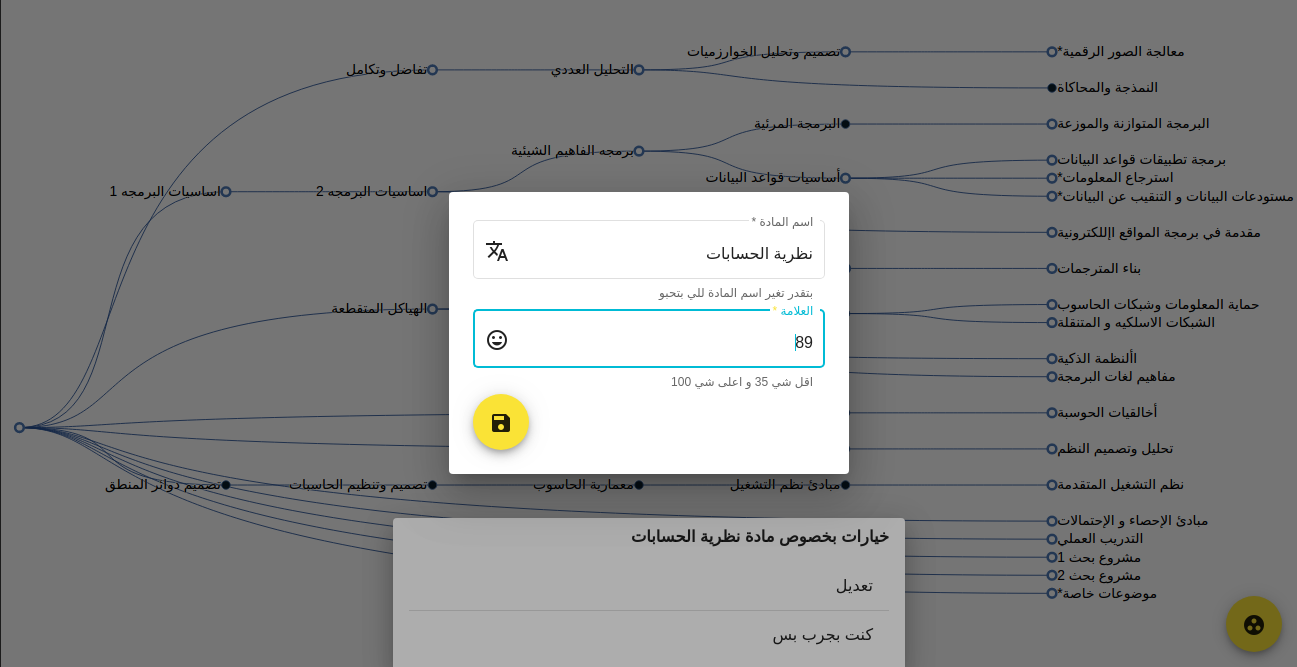 معالجة الصور الرقمية*
تصميم وتحليل الخوارزميات
تفاضل وتكامل
التحليل العددي
النمذجة والمحاكاة
البرمجة المرئية
البرمجة المتوازنة والموزعة
برمجه الفاهيم الشيئية
برمجة تطبيقات قواعد البيانات
أساسيات قواعد البيانات
استرجاع المعلومات*
اساسيات البرمجه 1
اساسيات البرمجه 2
مستودعات البيانات و التنقيب عن البيانات*
مقدمة في برمجة المواقع اإللكترونية
بناء المترجمات
حماية المعلومات وشبكات الحاسوب
الهياكل المتقطعة
الشبكات الاسلكيه و المتنقلة
األنظمة الذكية
مفاهيم لغات البرمجة
أخالقيات الحوسبة
تحليل وتصميم النظم
تصميم دوائر المنطق
تصميم وتنظيم الحاسبات
معمارية الحاسوب
مبادئ نظم التشغيل
نظم التشغيل المتقدمة
مبادئ الإحصاء و الإحتمالات
التدريب العملي
مشروع بحث 1
مشروع بحث 2
موضوعات خاصة*
اسم المادة *
نظرية الحسابات
بتقدر تغير اسم المادة للي بتحبو
العلامة *
89
اقل شي 35 و اعلى شي 100
خيارات بخصوص مادة نظرية الحسابات
تعديل
كنت بجرب بس